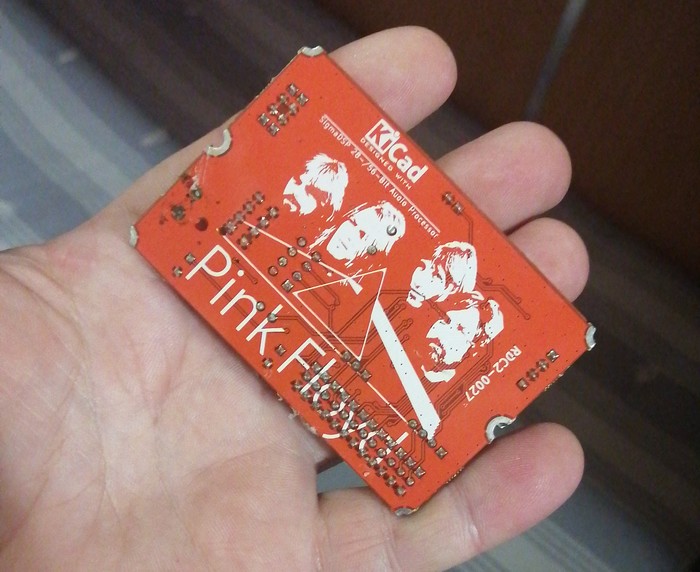 KiCad
DESIGNED WITH
SigmaDSP 28-/56-Bit Audio Processor
Pink Floyd
RDC2-0027